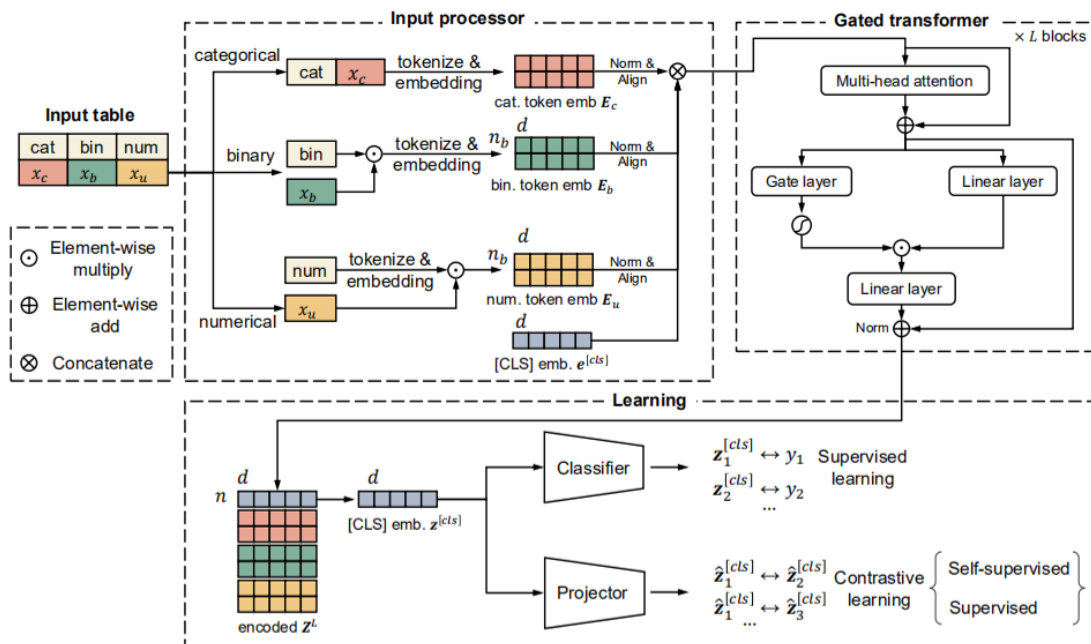 Input processor
Gated transformer
× L blocks
categorical
cat
x_c
tokenize &
embedding
Norm &
Align
cat. token emb E_c
Multi-head attention
Input table
cat bin num
x_c x_b x_u
binary
bin
x_b
tokenize &
embedding
d
n_b
Norm &
Align
bin. token emb E_b
Gate layer
Linear layer
Element-wise
multiply
Element-wise
add
Concatenate
num
tokenize &
embedding
numerical
x_u
d
n_b
Norm &
Align
num. token emb E_u
d
[CLS] emb. e^[cls]
Linear layer
Norm
Learning
d
n
encoded Z^L
d
[CLS] emb. z^[cls]
Classifier
z_1^[cls] ↔ y_1
z_2^[cls] ↔ y_2
...
Supervised
learning
Projector
ẑ_1^[cls] ↔ ẑ_2^[cls]
ẑ_1^[cls] ↔ ẑ_3^[cls]
...
Contrastive
learning
Self-supervised
Supervised